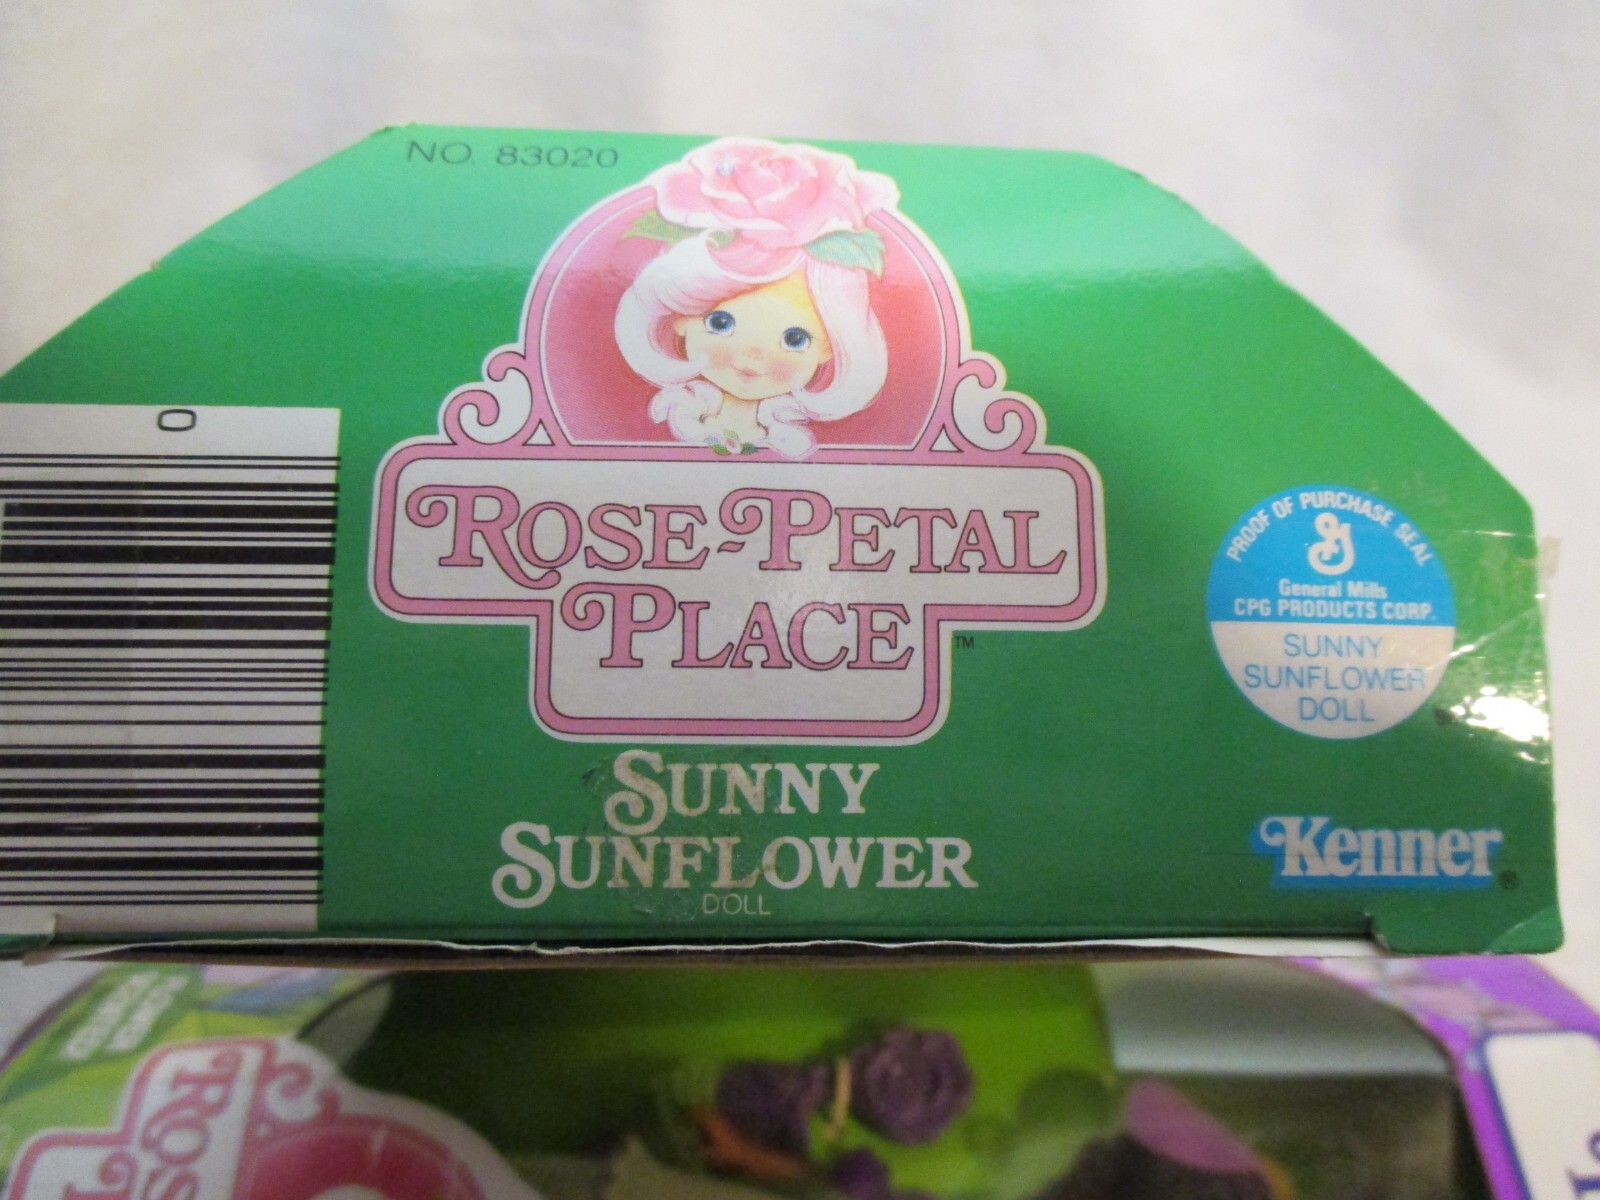 NO. 83020
0
ROSE-PETAL
PLACE
TM
SUNNY
SUNFLOWER
DOLL
PROOF OF PURCHASE SEAL
G
General Mills
CPG PRODUCTS CORP.
SUNNY
SUNFLOWER
DOLL
Kenner®
ROS